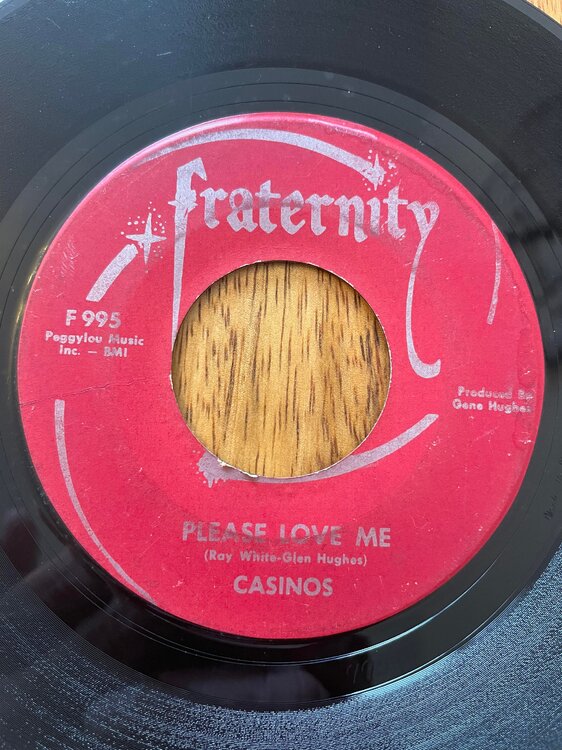 Fraternity
F 995
Peggylou Music
Inc. — BMI
Produced By
Gene Hughes
PLEASE LOVE ME
(Ray White-Glen Hughes)
CASINOS